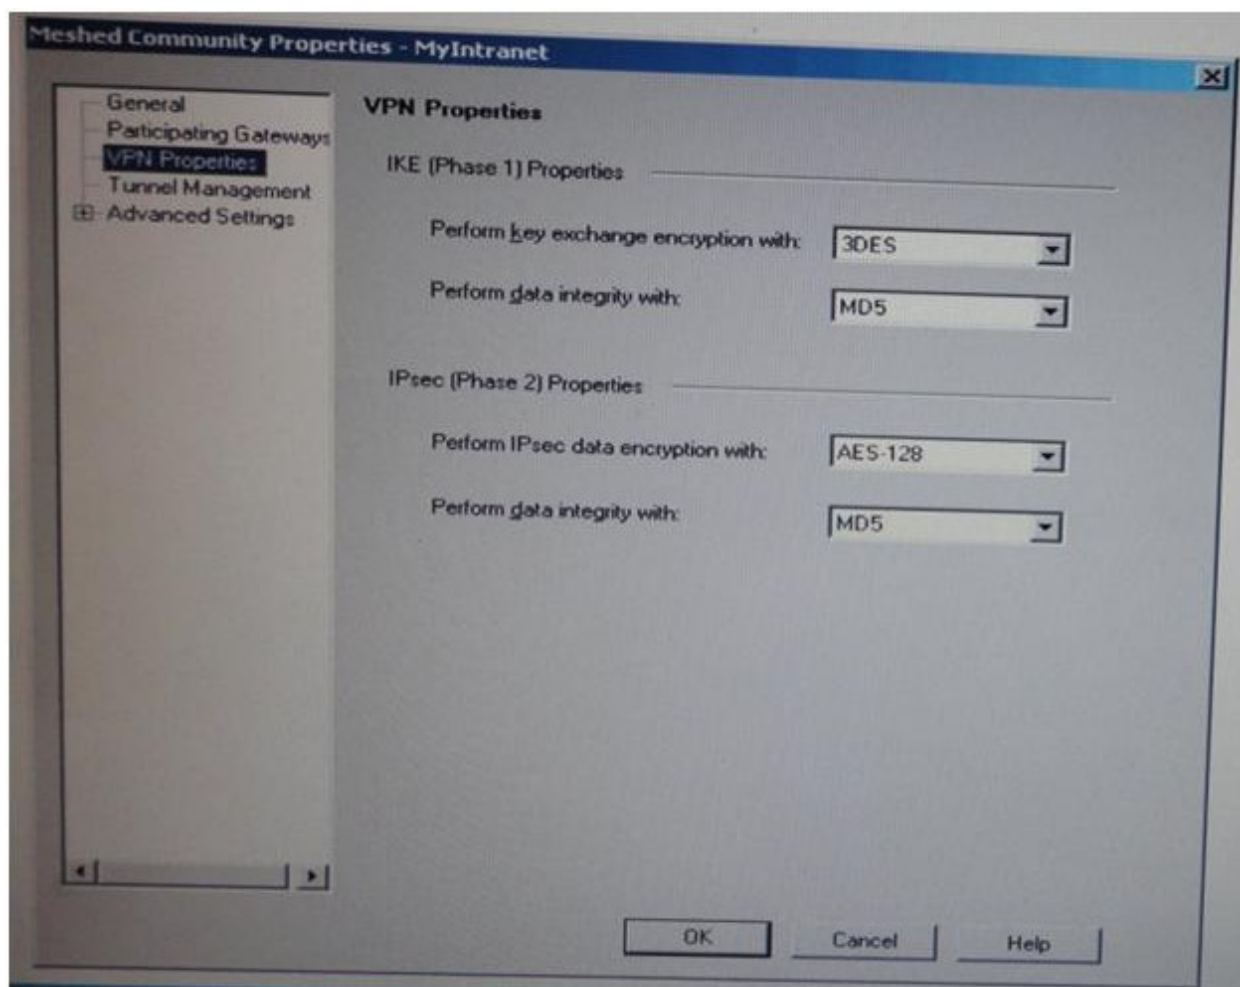 Meshed Community Properties - MyIntranet
General
Participating Gateways
VPN Properties
Tunnel Management
Advanced Settings
VPN Properties
IKE (Phase 1) Properties
Perform key exchange encryption with: 3DES
Perform data integrity with: MD5
IPsec (Phase 2) Properties
Perform IPsec data encryption with: AES-128
Perform data integrity with: MD5
OK Cancel Help